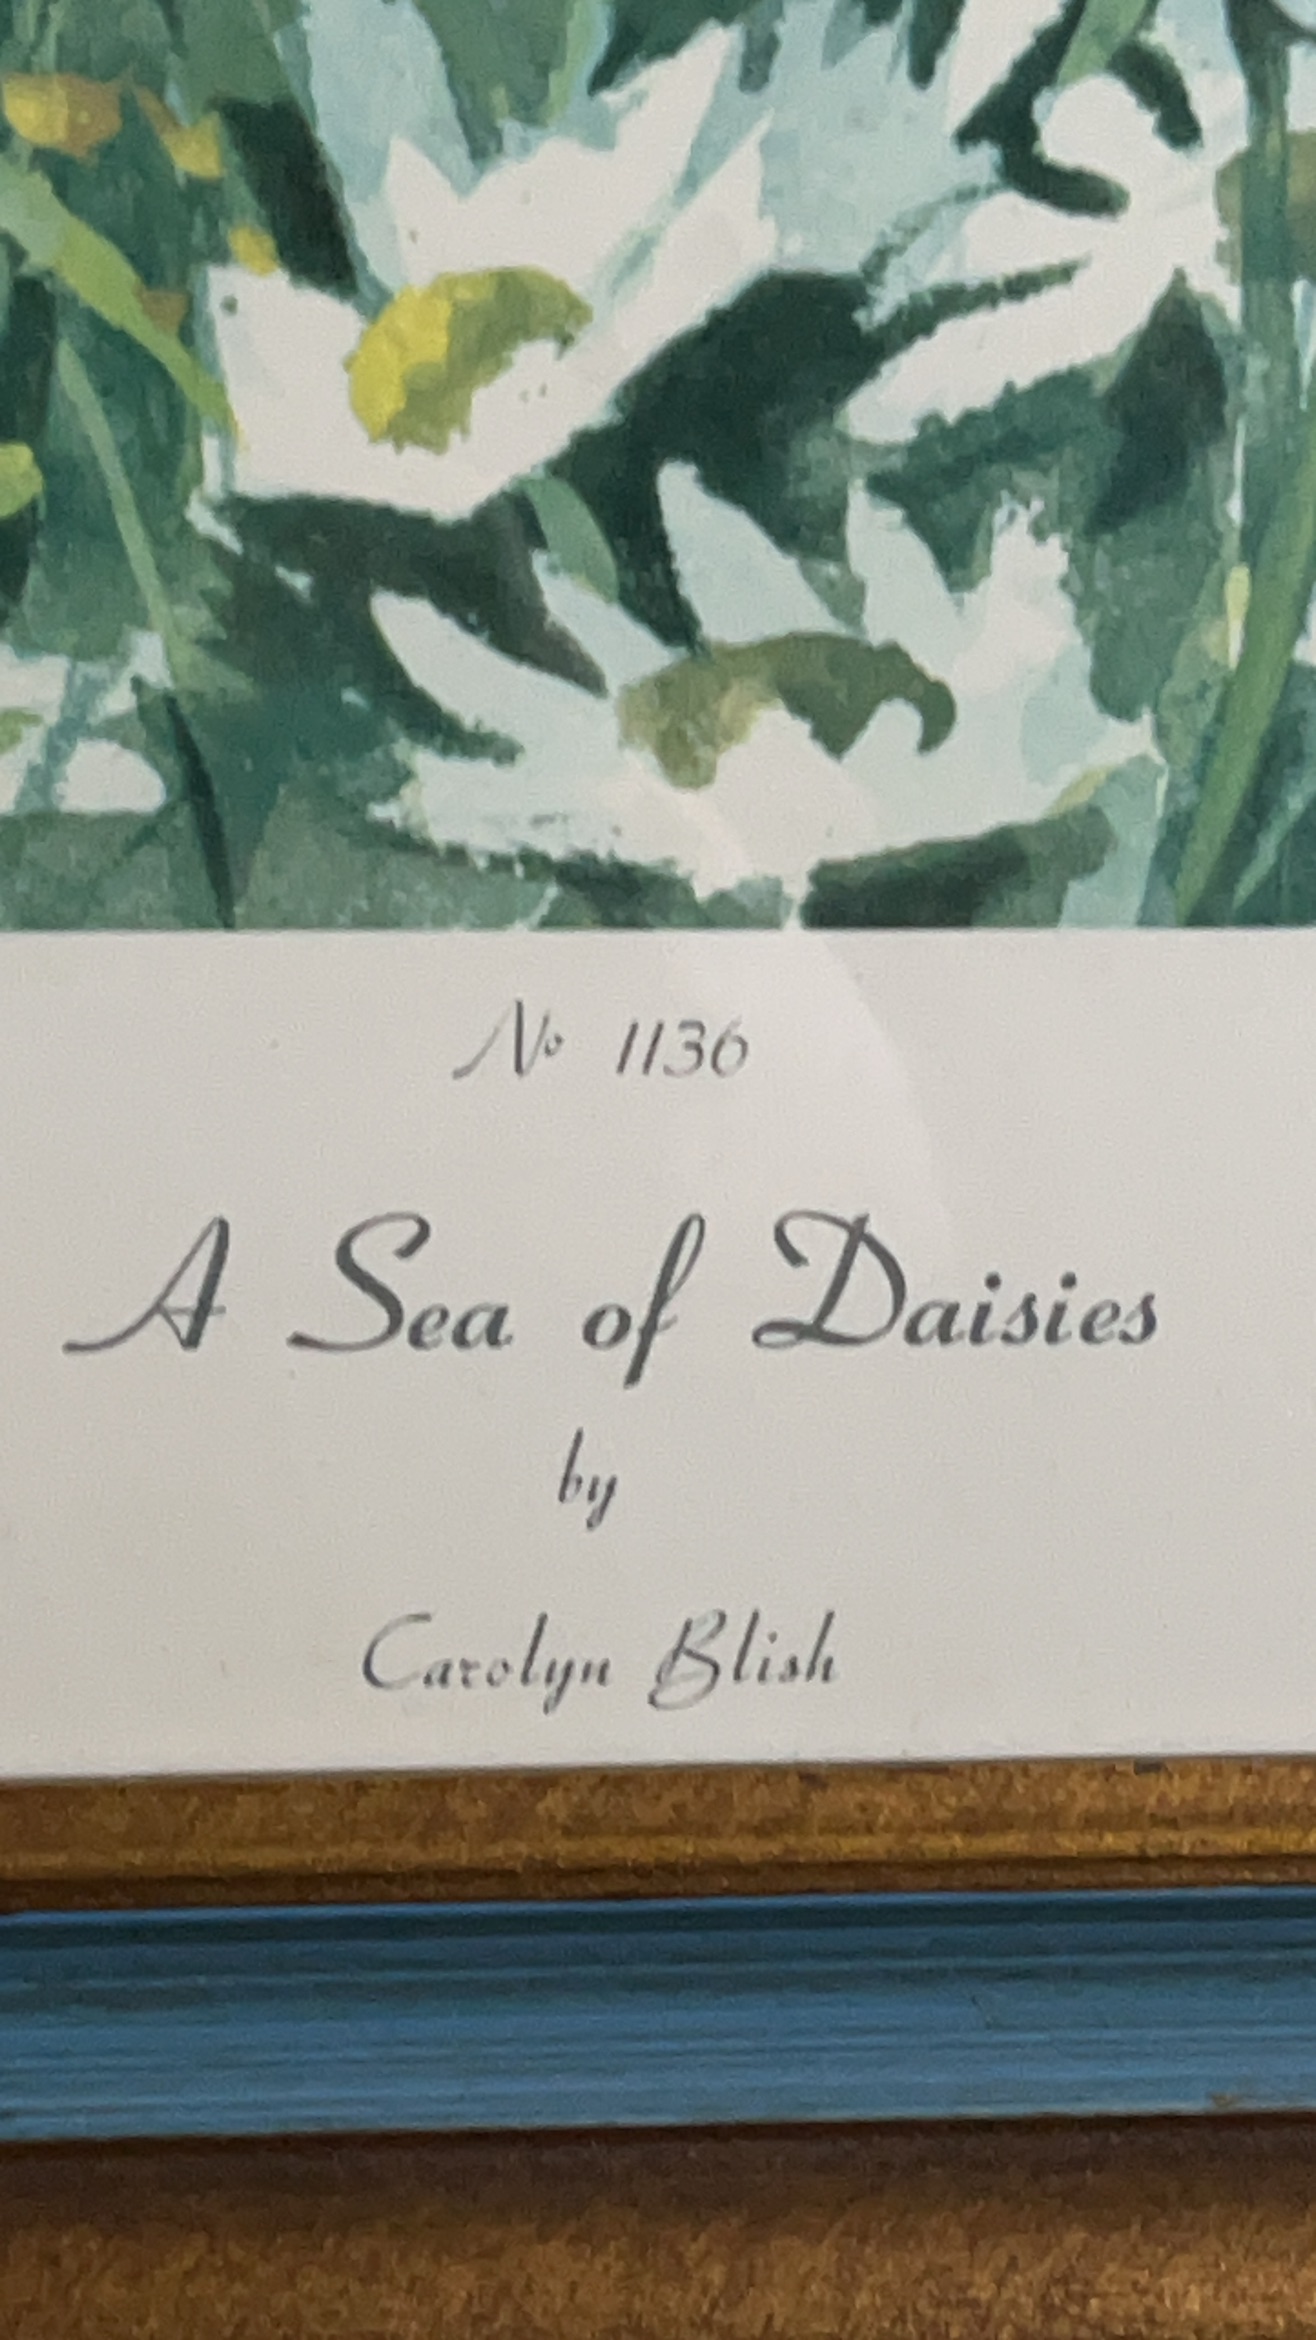 No 1136
A Sea of Daisies
by
Carolyn Blish